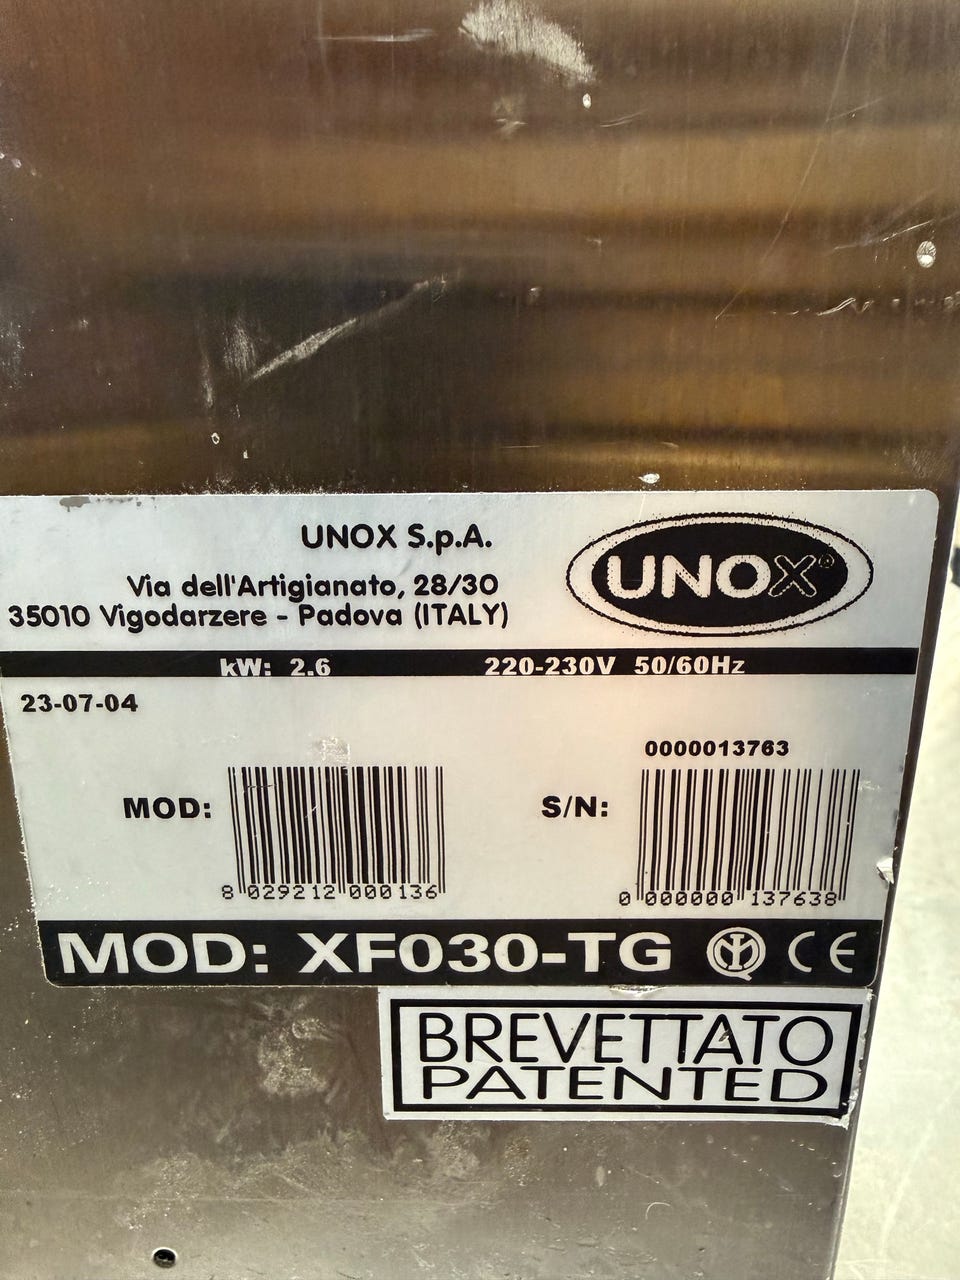 UNOX S.p.A.
Via dell'Artigianato, 28/30
35010 Vigodarzere - Padova (ITALY)
UNOX®
kW: 2.6 220-230V 50/60Hz
23-07-04
0000013763
MOD:
S/N:
8 029212 000136
0 000000 137638
MOD: XF030-TG IMQ CE
BREVETTATO
PATENTED